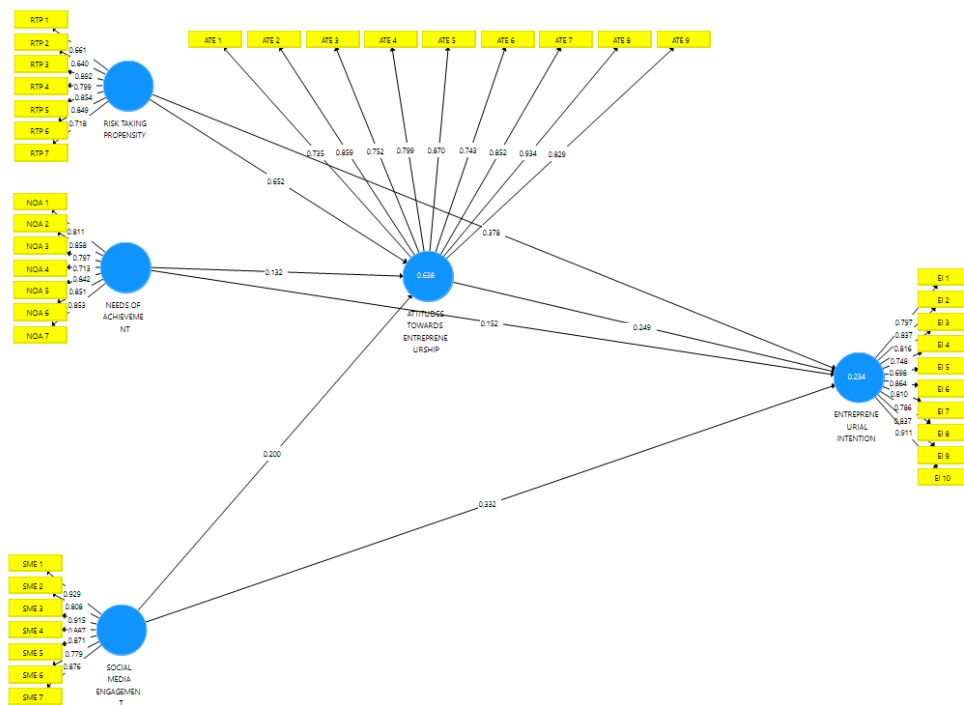 RTP 1
RTP 2
RTP 3
RTP 4
RTP 5
RTP 6
RTP 7
0.661
0.640
0.892
0.799
0.854
0.849
0.718
RISK TAKING
PROPENSITY
ATE 1
ATE 2
ATE 3
ATE 4
ATE 5
ATE 6
ATE 7
ATE 8
ATE 9
0.735
0.859
0.752
0.799
0.870
0.743
0.852
0.934
0.829
0.652
0.378
NOA 1
NOA 2
NOA 3
NOA 4
NOA 5
NOA 6
NOA 7
0.811
0.858
0.797
0.713
0.842
0.851
0.853
NEEDS OF
ACHIEVEME
NT
0.132
0.152
0.638
ATTITUDES
TOWARDS
ENTREPRENE
URSHIP
0.249
0.234
ENTREPRENE
URIAL
INTENTION
0.797
0.837
0.816
0.748
0.698
0.864
0.810
0.786
0.837
0.911
EI 1
EI 2
EI 3
EI 4
EI 5
EI 6
EI 7
EI 8
EI 9
EI 10
0.200
0.332
SME 1
SME 2
SME 3
SME 4
SME 5
SME 6
SME 7
0.929
0.808
0.915
0.871
0.779
0.876
SOCIAL
MEDIA
ENGAGEMEN
T